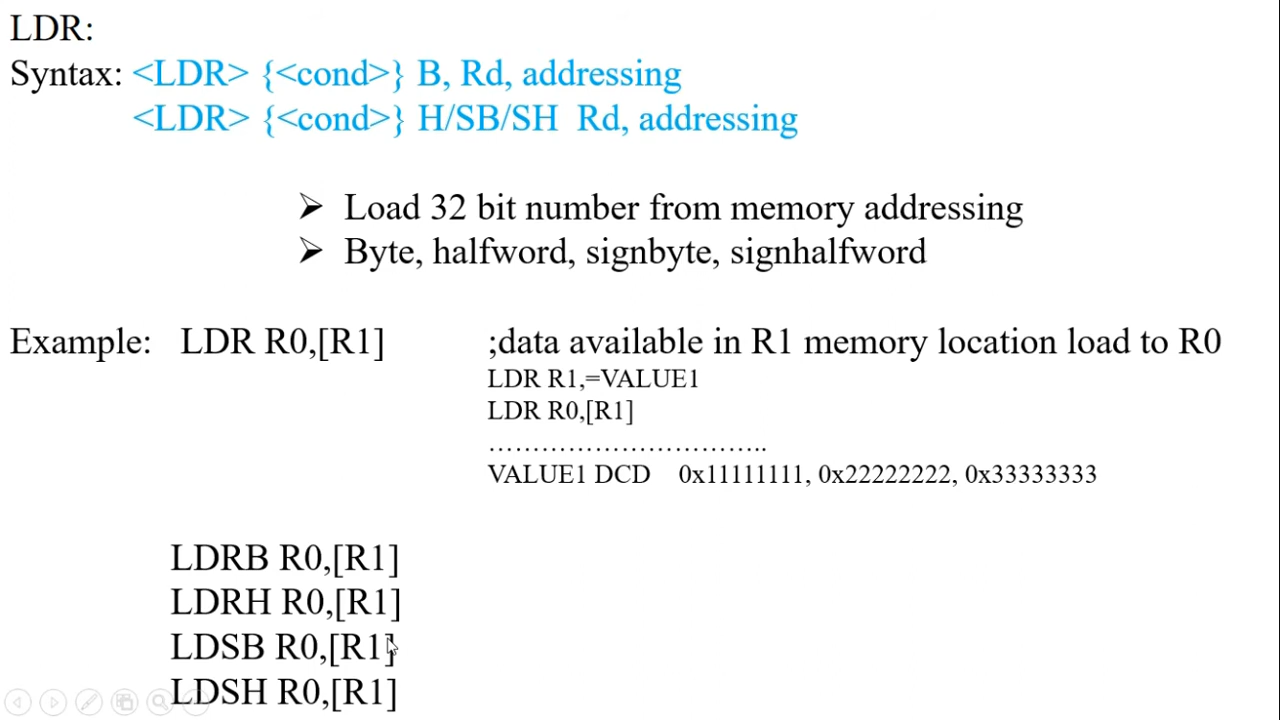 LDR:
Syntax: <LDR> {<cond>} B, Rd, addressing
<LDR> {<cond>} H/SB/SH Rd, addressing
➢ Load 32 bit number from memory addressing
➢ Byte, halfword, signbyte, signhalfword
Example: LDR R0,[R1] ;data available in R1 memory location load to R0
LDR R1,=VALUE1
LDR R0,[R1]
…………………………..
VALUE1 DCD 0x11111111, 0x22222222, 0x33333333
LDRB R0,[R1]
LDRH R0,[R1]
LDSB R0,[R1]
LDSH R0,[R1]